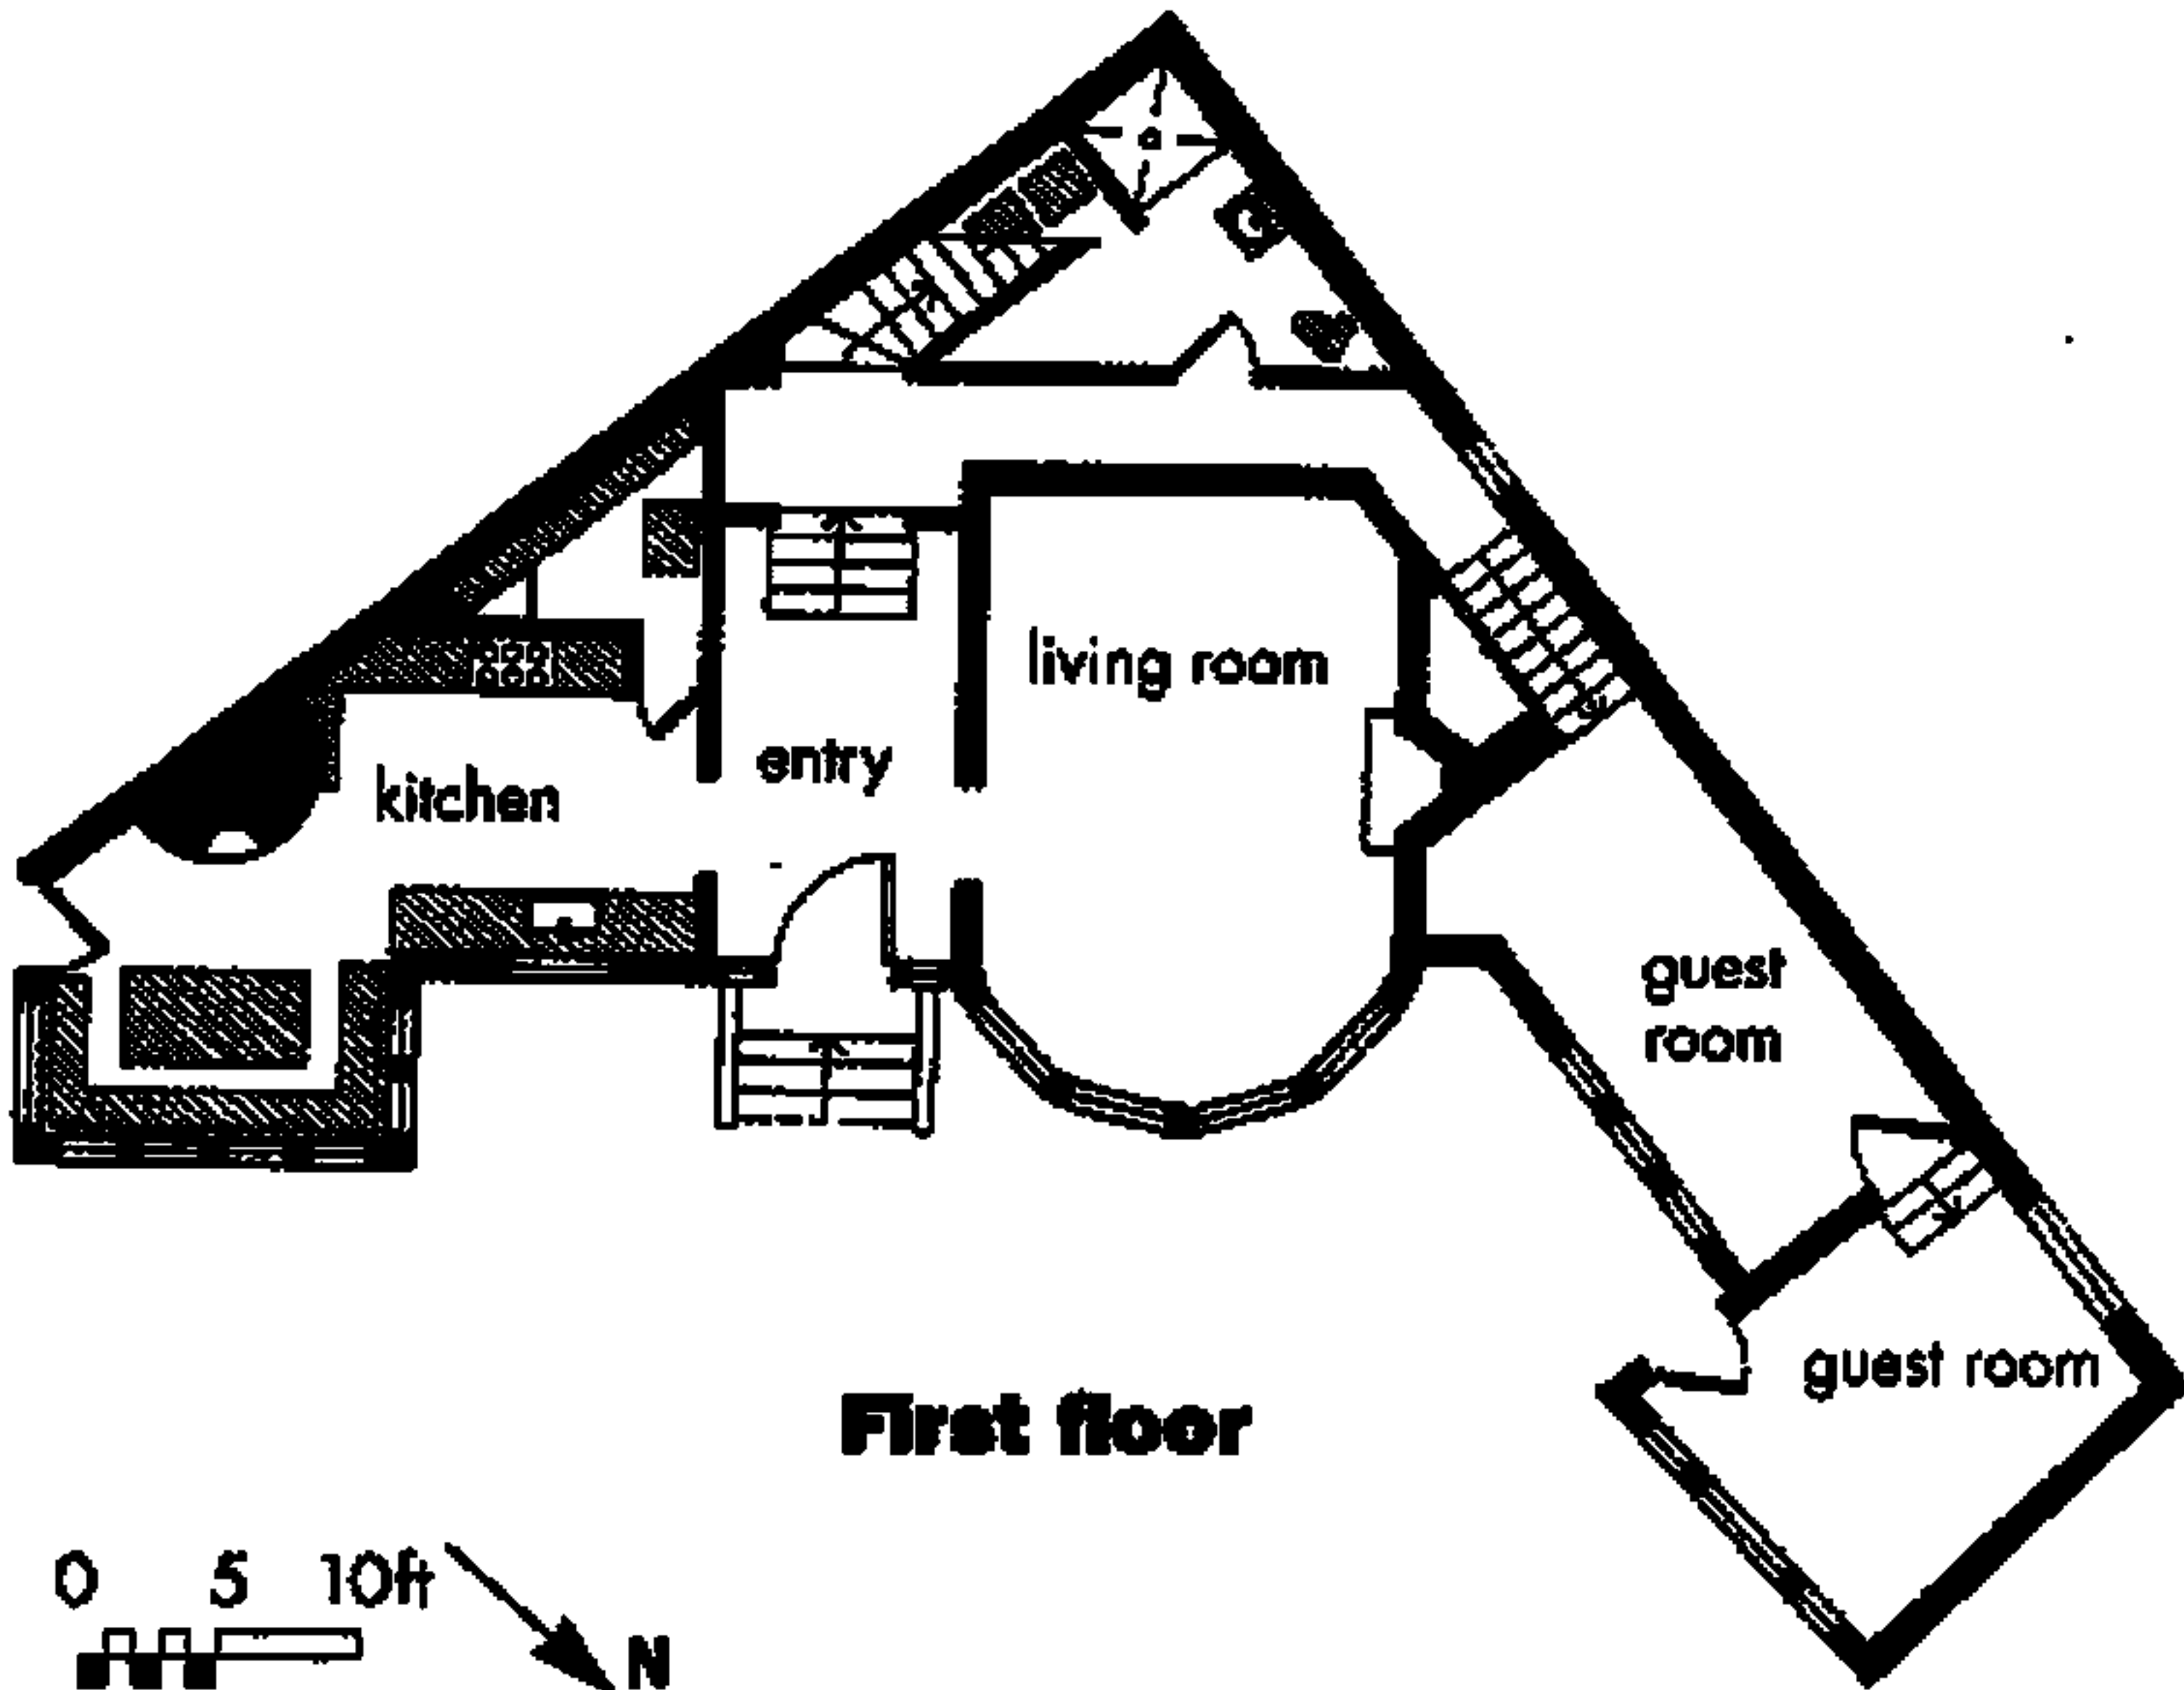 living room
entry
kitchen
guest
room
guest room
First floor
0 5 10ft
N